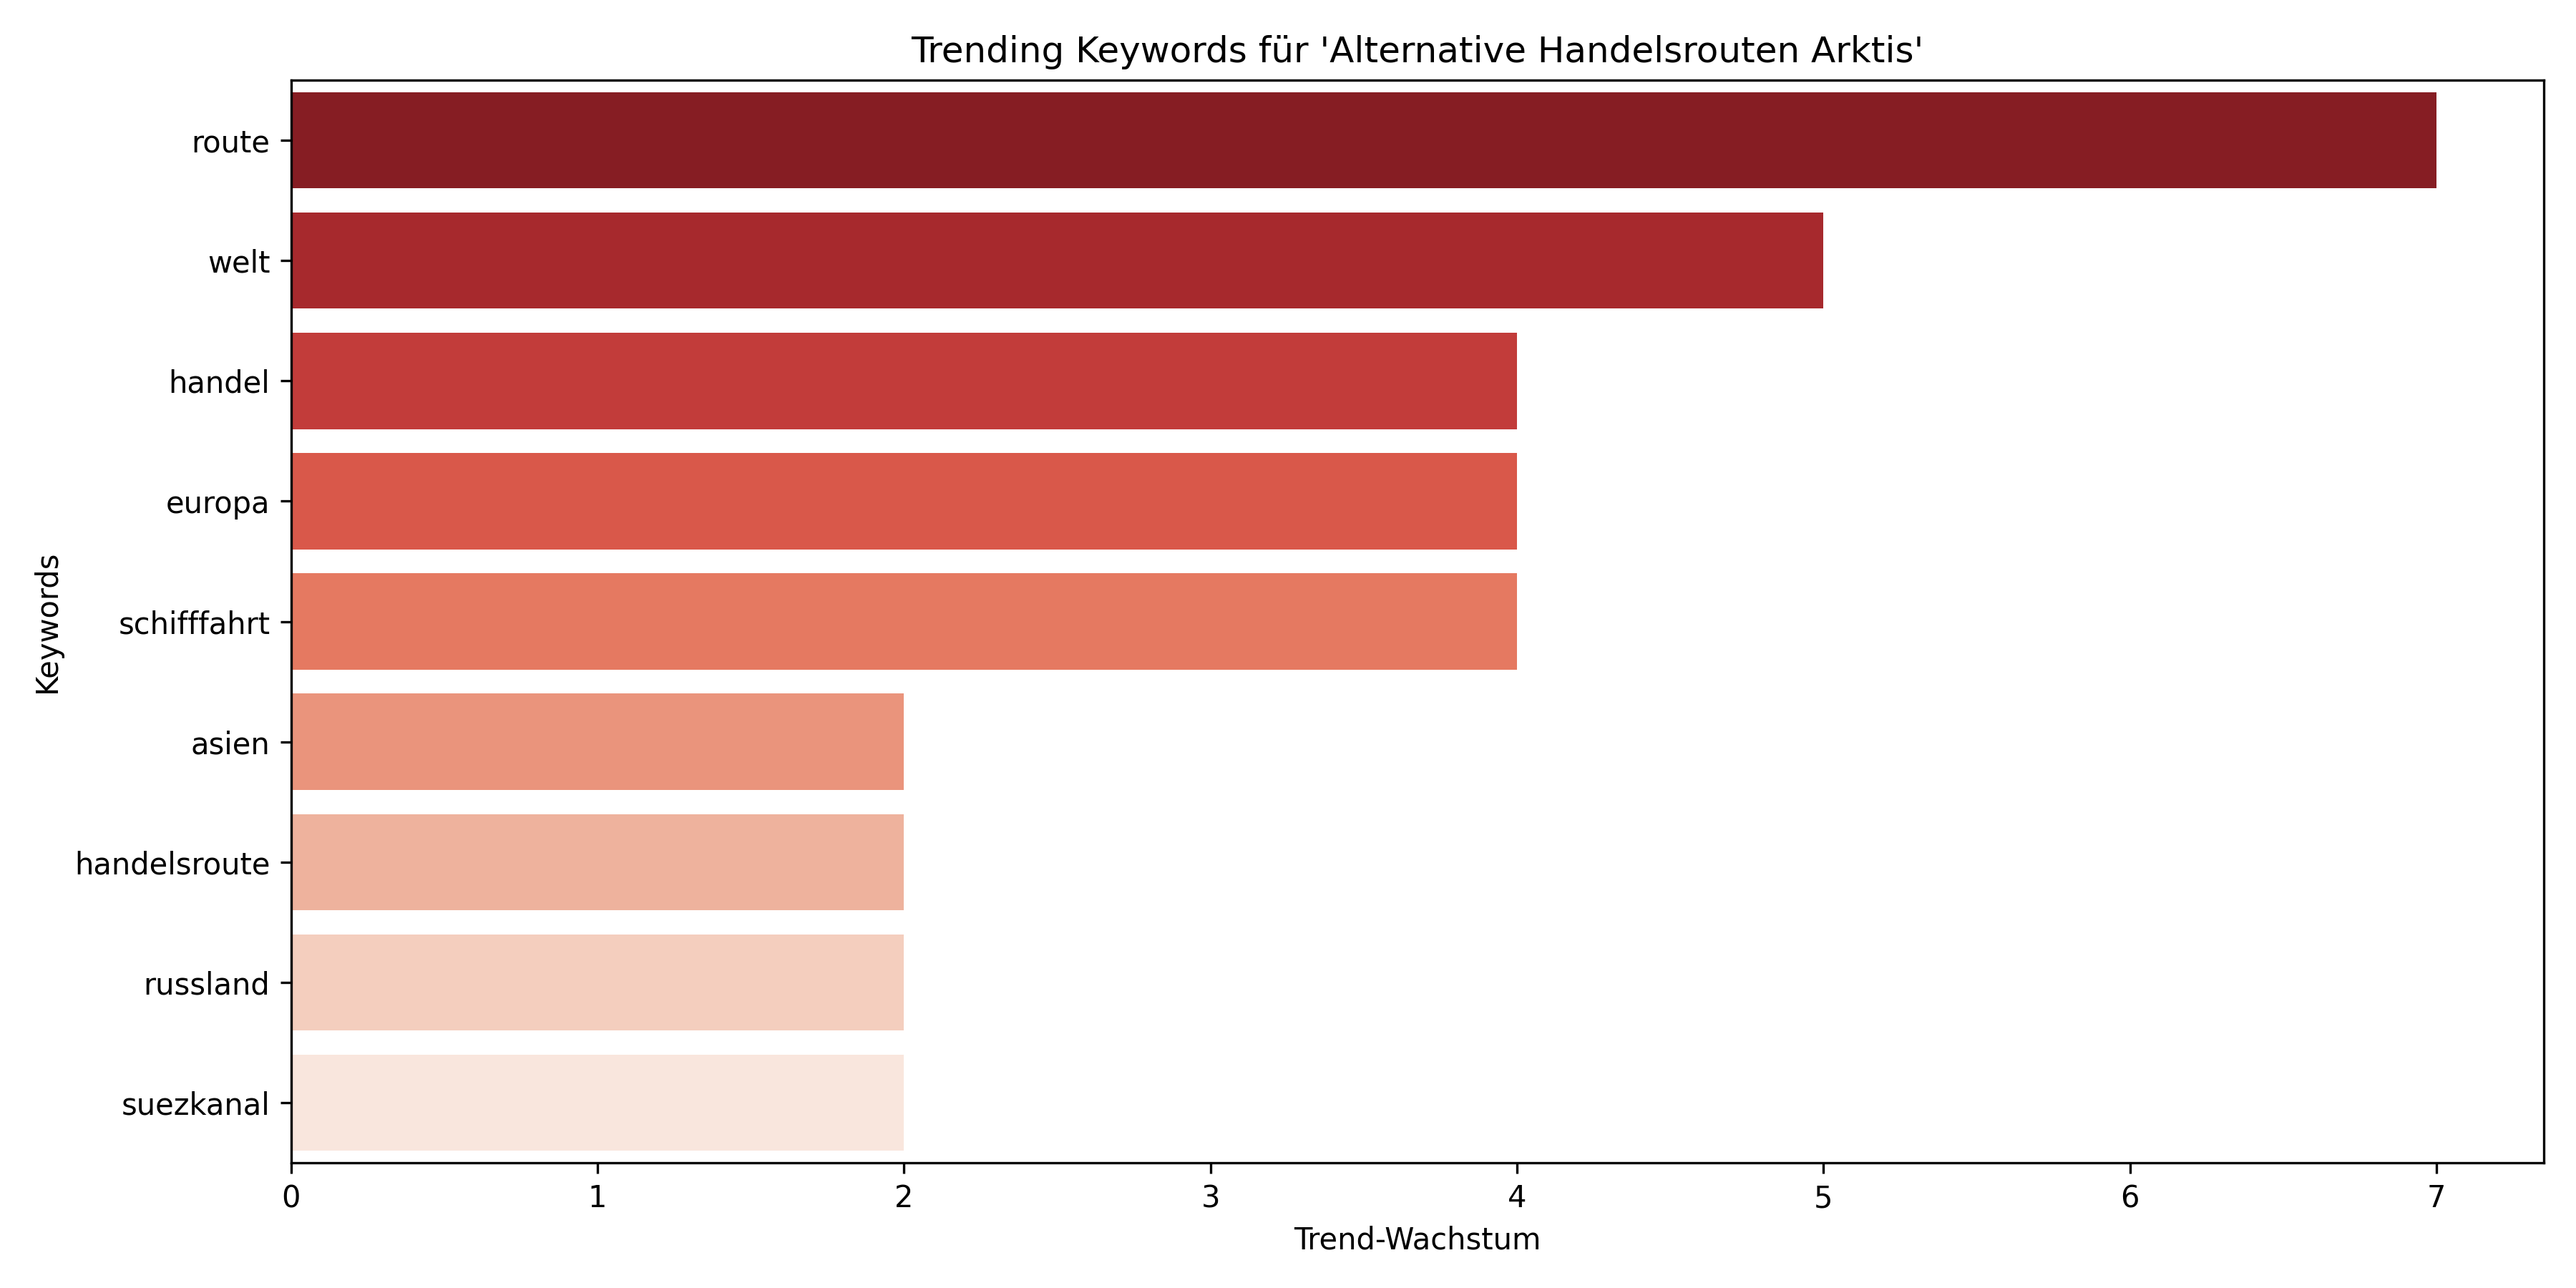 Trending Keywords für 'Alternative Handelsrouten Arktis'
Keywords
route
welt
handel
europa
schifffahrt
asien
handelsroute
russland
suezkanal
0 1 2 3 4 5 6 7
Trend-Wachstum